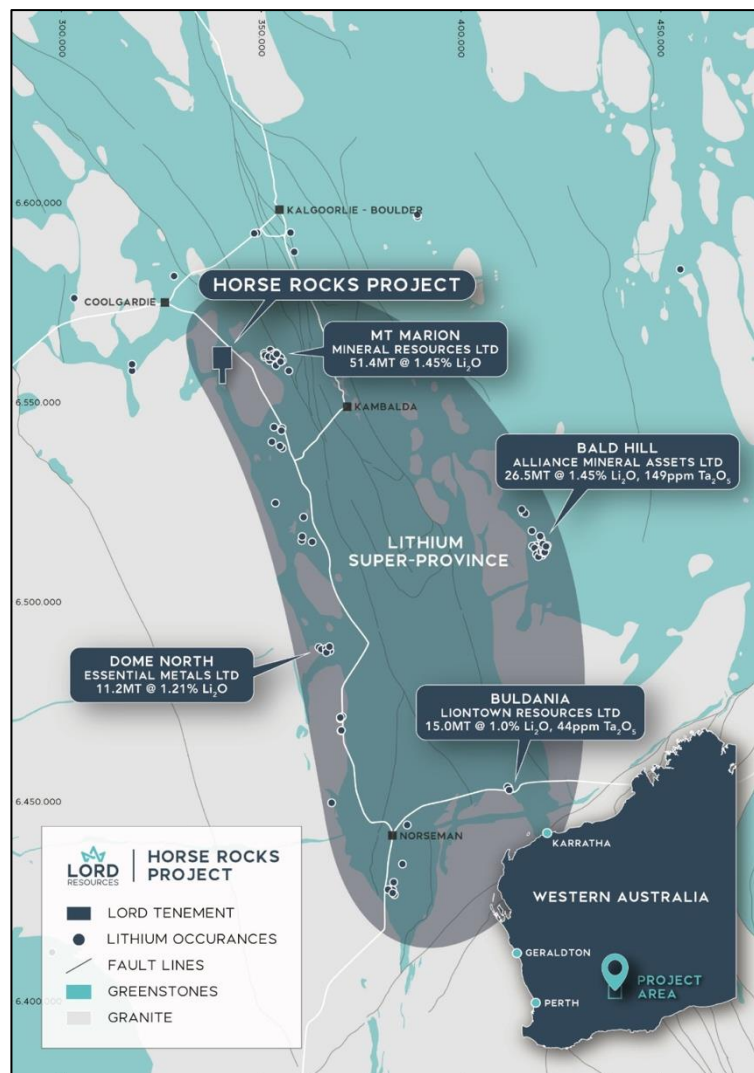 300.000
350.000
400.000
450.000
6.600.000
KALGOORLIE - BOULDER
COOLGARDIE
HORSE ROCKS PROJECT
MT MARION
MINERAL RESOURCES LTD
51.4MT @ 1.45% Li₂O
6.550.000
KAMBALDA
BALD HILL
ALLIANCE MINERAL ASSETS LTD
26.5MT @ 1.45% Li₂O, 149ppm Ta₂O₅
LITHIUM
SUPER-PROVINCE
6.500.000
DOME NORTH
ESSENTIAL METALS LTD
11.2MT @ 1.21% Li₂O
BULDANIA
LIONTOWN RESOURCES LTD
15.0MT @ 1.0% Li₂O, 44ppm Ta₂O₅
6.450.000
NORSEMAN
LORD
RESOURCES
HORSE ROCKS
PROJECT
LORD TENEMENT
LITHIUM OCCURANCES
FAULT LINES
GREENSTONES
GRANITE
6.400.000
KARRATHA
WESTERN AUSTRALIA
GERALDTON
PROJECT
AREA
PERTH